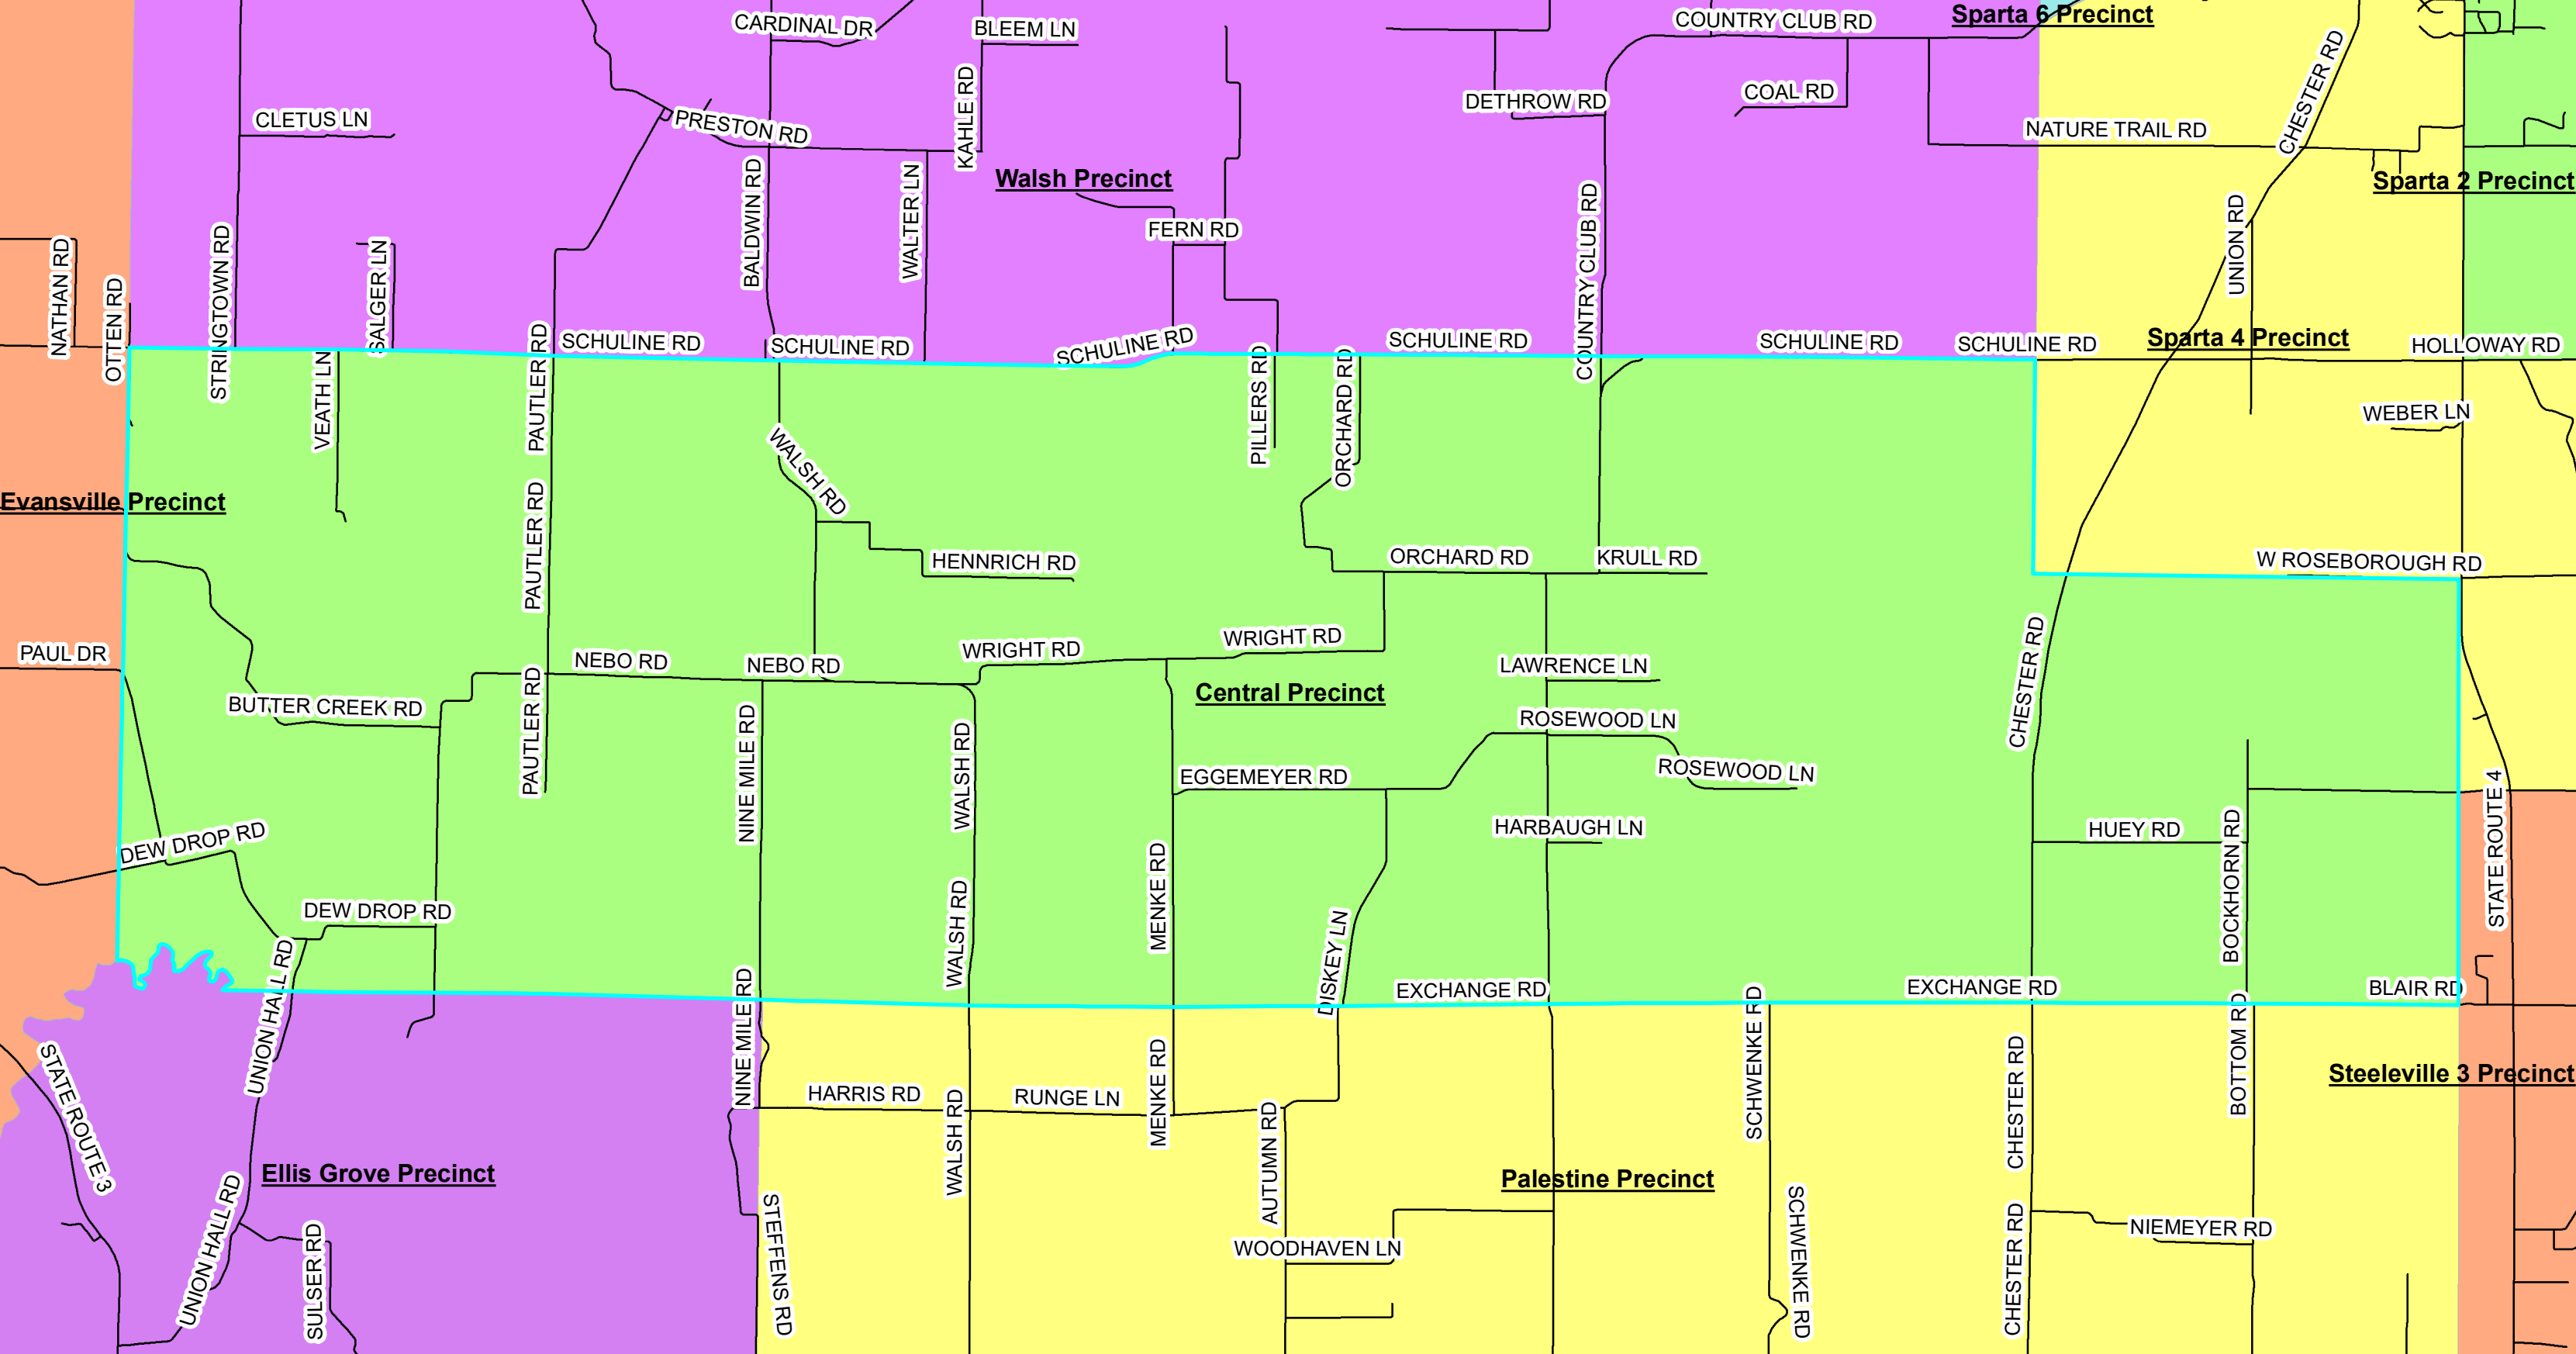 Sparta 6 Precinct
CARDINAL DR
BLEEM LN
COUNTRY CLUB RD
CHESTER RD
KAHLE RD
DETHROW RD
COAL RD
CLETUS LN
PRESTON RD
NATURE TRAIL RD
Walsh Precinct
Sparta 2 Precinct
BALDWIN RD
WALTER LN
FERN RD
COUNTRY CLUB RD
UNION RD
NATHAN RD
OTTEN RD
STRINGTOWN RD
SALGER LN
SCHULINE RD
SCHULINE RD
SCHULINE RD
SCHULINE RD
SCHULINE RD
SCHULINE RD
Sparta 4 Precinct
HOLLOWAY RD
VEATH LN
PAUTLER RD
PILLERS RD
ORCHARD RD
WEBER LN
WALSH RD
Evansville Precinct
PAUTLER RD
HENNRICH RD
ORCHARD RD
KRULL RD
W ROSEBOROUGH RD
PAUL DR
NEBO RD
NEBO RD
WRIGHT RD
WRIGHT RD
LAWRENCE LN
CHESTER RD
Central Precinct
BUTTER CREEK RD
PAUTLER RD
ROSEWOOD LN
NINE MILE RD
WALSH RD
EGGEMEYER RD
ROSEWOOD LN
DEW DROP RD
HARBAUGH LN
HUEY RD
STATE ROUTE 4
BOCKHORN RD
MENKE RD
DEW DROP RD
WALSH RD
DISKEY LN
EXCHANGE RD
EXCHANGE RD
BLAIR RD
UNION HALL RD
NINE MILE RD
SCHWENKE RD
BOTTOM RD
STATE ROUTE 3
MENKE RD
CHESTER RD
Steeleville 3 Precinct
HARRIS RD
RUNGE LN
WALSH RD
AUTUMN RD
Ellis Grove Precinct
Palestine Precinct
UNION HALL RD
SULSER RD
STEFFENS RD
WOODHAVEN LN
SCHWENKE RD
CHESTER RD
NIEMEYER RD